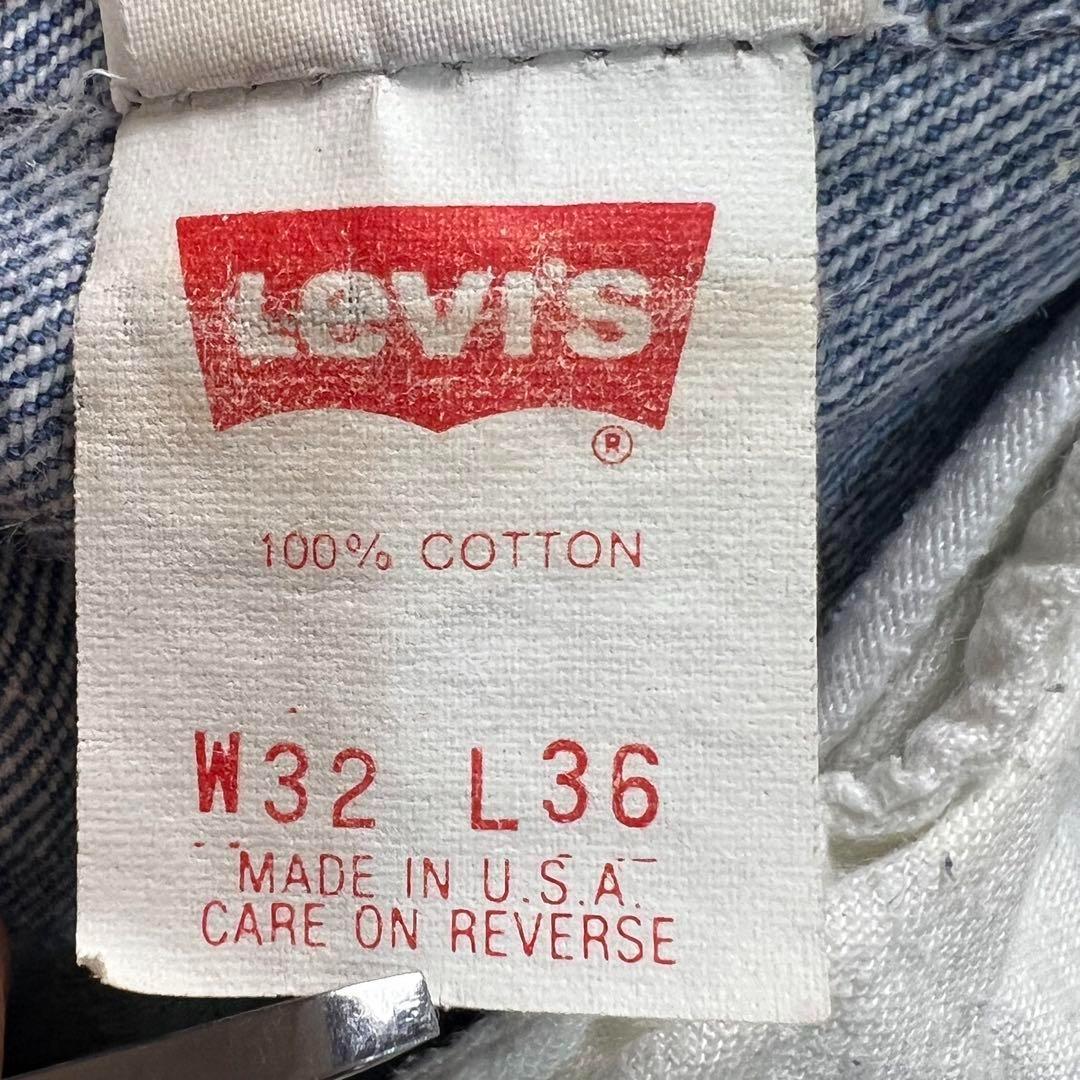 Levi's
®
100% COTTON
W32 L36
MADE IN U.S.A.
CARE ON REVERSE